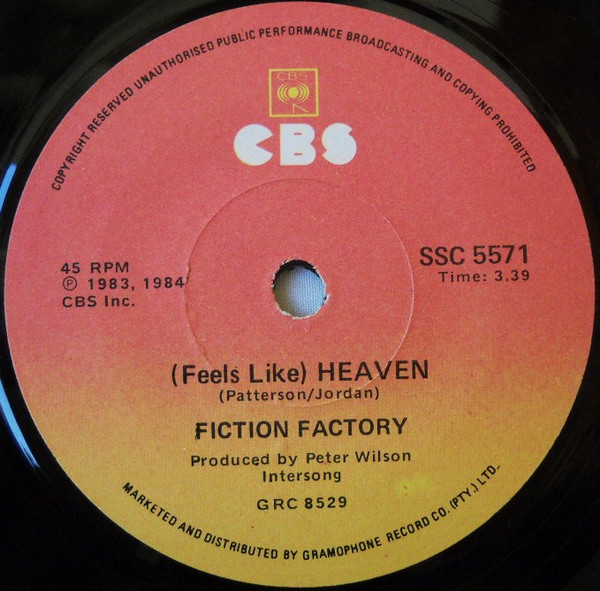 COPYRIGHT RESERVED UNAUTHORISED PUBLIC PERFORMANCE BROADCASTING AND COPYING PROHIBITED
CBS
CBS
45 RPM
℗ 1983, 1984
CBS Inc.
SSC 5571
Time: 3.39
(Feels Like) HEAVEN
(Patterson/Jordan)
FICTION FACTORY
Produced by Peter Wilson
Intersong
GRC 8529
MARKETED AND DISTRIBUTED BY GRAMOPHONE RECORD CO. (PTY.) LTD.